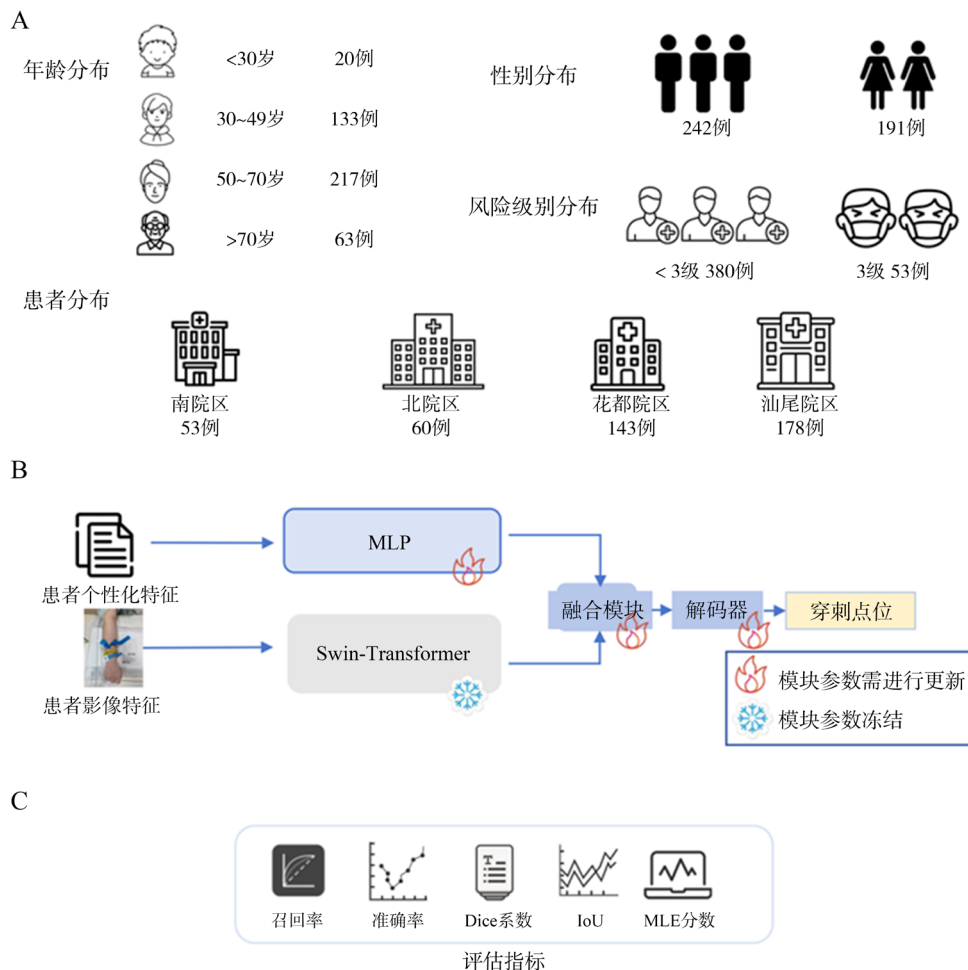 A
年龄分布
<30岁 20例
30~49岁 133例
50~70岁 217例
>70岁 63例
性别分布
242例 191例
风险级别分布
< 3级 380例 3级 53例
患者分布
南院区 北院区 花都院区 汕尾院区
53例 60例 143例 178例
B
患者个性化特征
MLP
患者影像特征
Swin-Transformer
融合模块
解码器
穿刺点位
模块参数需进行更新
模块参数冻结
C
召回率 准确率 Dice系数 IoU MLE分数
评估指标